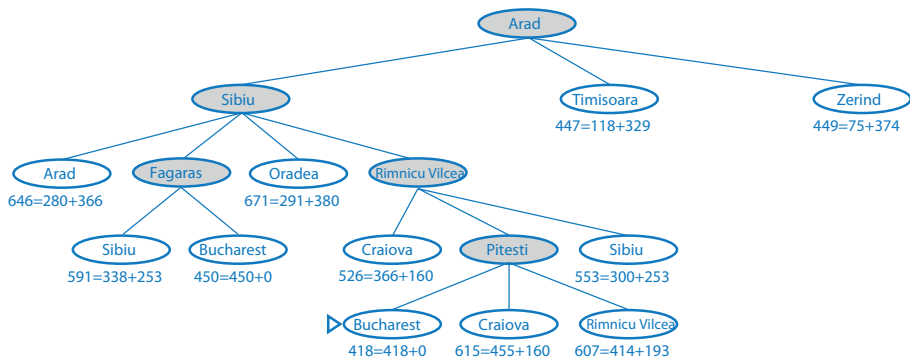 Arad
Sibiu
Timisoara
Zerind
447=118+329
449=75+374
Arad
Fagaras
Oradea
Rimnicu Vilcea
646=280+366
671=291+380
Sibiu
Bucharest
Craiova
Pitesti
Sibiu
591=338+253
450=450+0
526=366+160
553=300+253
Bucharest
Craiova
Rimnicu Vilcea
418=418+0
615=455+160
607=414+193